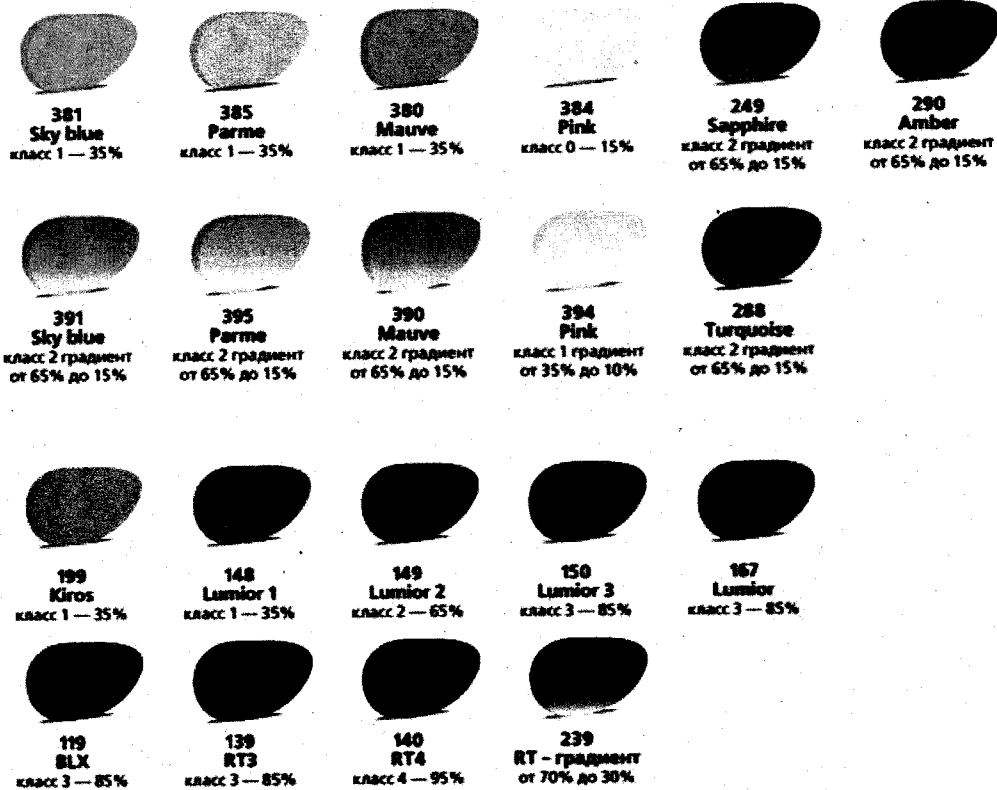 381
Sky blue
класс 1 — 35%
385
Parme
класс 1 — 35%
380
Mauve
класс 1 — 35%
384
Pink
класс 0 — 15%
249
Sapphire
класс 2 градиент
от 65% до 15%
290
Amber
класс 2 градиент
от 65% до 15%
391
Sky blue
класс 2 градиент
от 65% до 15%
395
Parme
класс 2 градиент
от 65% до 15%
390
Mauve
класс 2 градиент
от 65% до 15%
394
Pink
класс 1 градиент
от 35% до 10%
288
Turquoise
класс 2 градиент
от 65% до 15%
199
Kiros
класс 1 — 35%
148
Lumior 1
класс 1 — 35%
149
Lumior 2
класс 2 — 65%
150
Lumior 3
класс 3 — 85%
167
Lumior
класс 3 — 85%
119
BLX
класс 3 — 85%
139
RT3
класс 3 — 85%
140
RT4
класс 4 — 95%
239
RT – градиент
от 70% до 30%